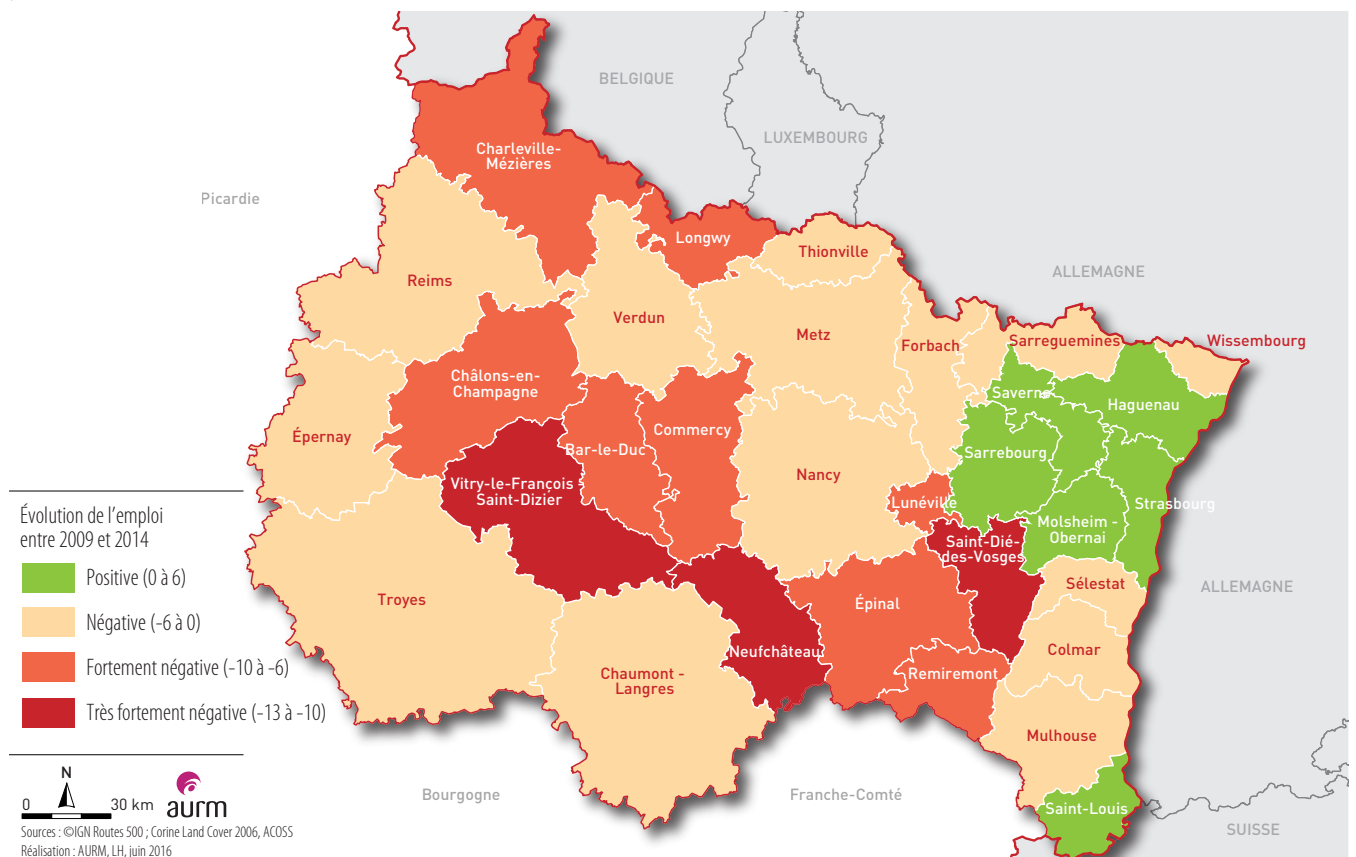 BELGIQUE
LUXEMBOURG
Charleville-
Mézières
Picardie
Longwy
Thionville
ALLEMAGNE
Reims
Verdun
Metz
Forbach
Sarreguemines
Wissembourg
Châlons-en-
Champagne
Saverne
Haguenau
Épernay
Commercy
Bar-le-Duc
Sarrebourg
Nancy
Vitry-le-François
Saint-Dizier
Lunéville
Strasbourg
Molsheim -
Obernai
Saint-Dié-
des-Vosges
Sélestat
ALLEMAGNE
Troyes
Épinal
Neufchâteau
Colmar
Chaumont -
Langres
Remiremont
Mulhouse
Bourgogne
Franche-Comté
Saint-Louis
SUISSE
Évolution de l'emploi
entre 2009 et 2014
Positive (0 à 6)
Négative (-6 à 0)
Fortement négative (-10 à -6)
Très fortement négative (-13 à -10)
N
0 30 km
aurm
Sources : ©IGN Routes 500 ; Corine Land Cover 2006, ACOSS
Réalisation : AURM, LH, juin 2016